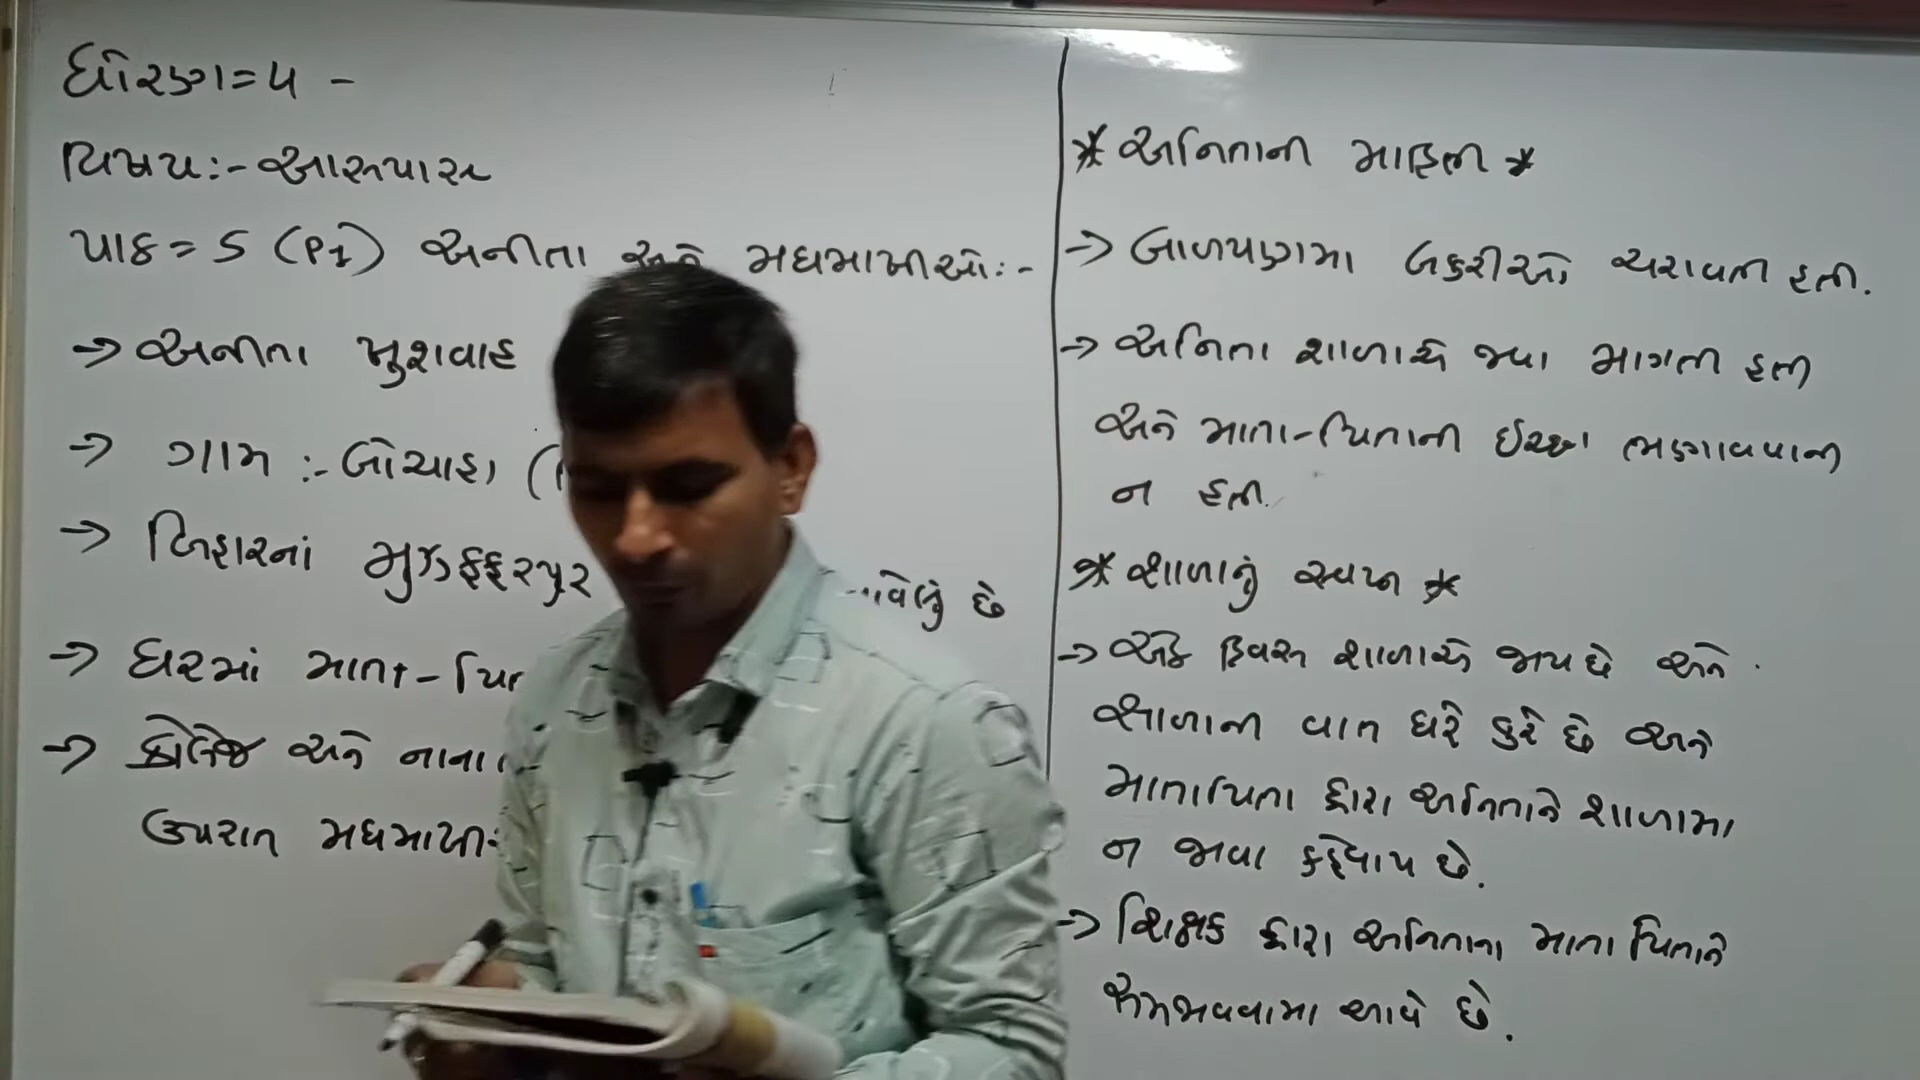 ધોરણ=૫ -
વિષય:- આસપાસ
પાઠ= 5 (P1) અનીતા અને મધમાખીઓ:-
→ અનીતા ખુશવાહ
→ ગામ :- બોચાહા (
→ બિહારનાં મુઝફ્ફરપુર
છે
→ ઘરમાં માતા-
→ કોલેજ અને નાના
ઉપરાત મધમાખી
* અનિતાની માહિતી *
→ બાળપણમા બકરીઓ ચરાવતી હતી.
→ અનિતા શાળાએ જવા માગતી હતી
અને માતા-પિતાની ઈચ્છા ભણાવવાની
ન હતી.
* શાળાનું સ્વપ્ન *
→ એક દિવસ શાળાએ જાય છે અને
શાળાની વાત ઘરે કરે છે અને
માતાપિતા દ્વારા અનિતાને શાળામા
ન જાવા કહેવાય છે.
→ શિક્ષક દ્વારા અનિતાના માતા પિતાને
સમજાવવામા આવે છે.